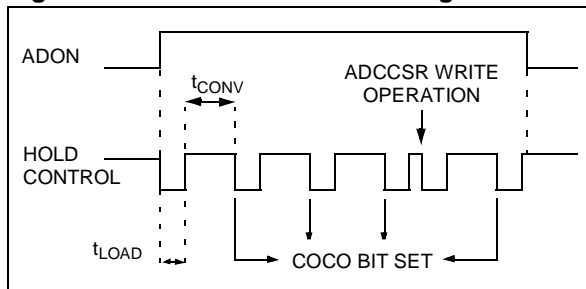 ADON
tCONV
ADCCSR WRITE
OPERATION
HOLD
CONTROL
tLOAD
COCO BIT SET